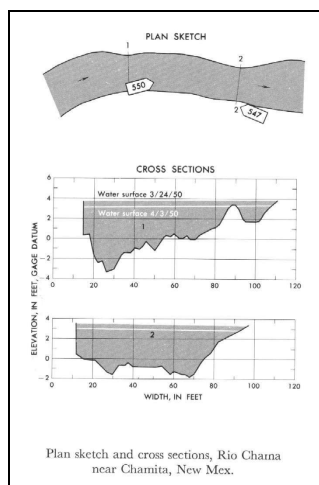 PLAN SKETCH
1
2
550
2
547
CROSS SECTIONS
6
Water surface 3/24/50
4
Water surface 4/3/50
2
1
0
-2
-4
0 20 40 60 80 100 120
ELEVATION, IN FEET, GAGE DATUM
4
2
2
0
-2
0 20 40 60 80 100 120
WIDTH, IN FEET
Plan sketch and cross sections, Rio Chama
near Chamita, New Mex.